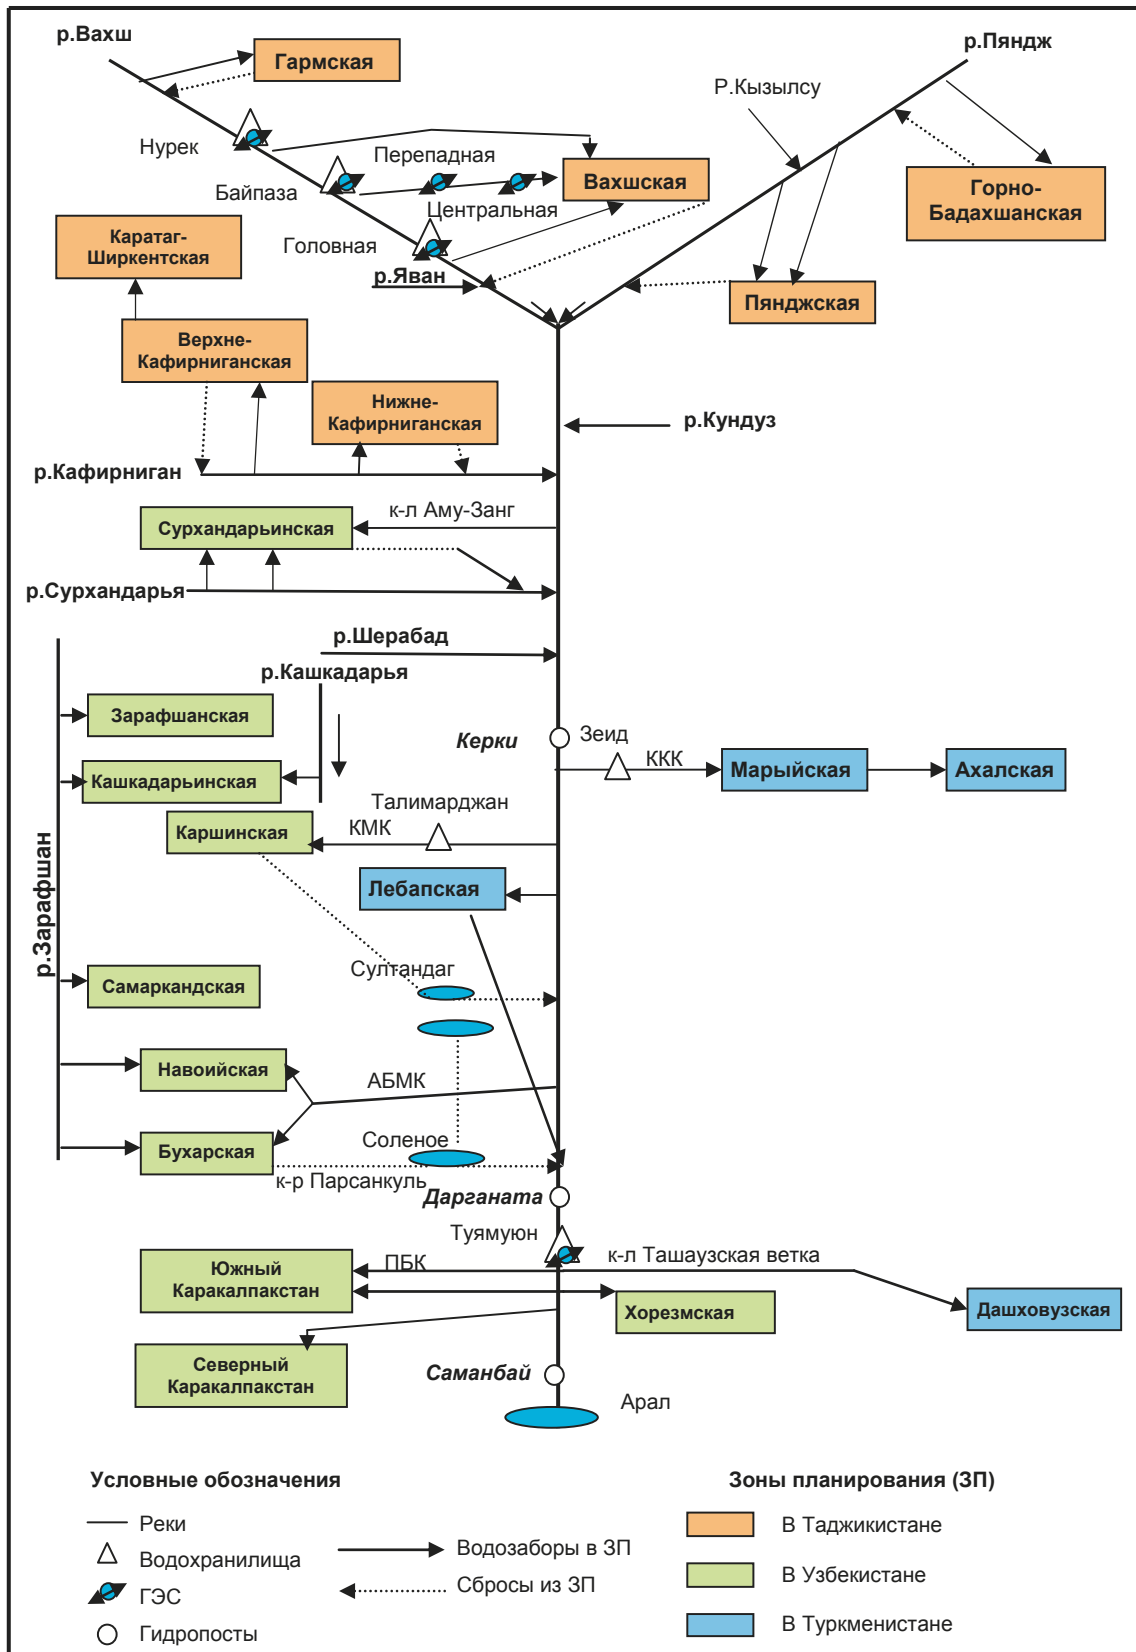 р.Вахш
р.Пяндж
Гармская
Р.Кызылсу
Нурек
Перепадная
Байпаза
Вахшская
Центральная
Горно-
Бадахшанская
Каратаг-
Ширкентская
Головная
р.Яван
Пянджская
Верхне-
Кафирниганская
Нижне-
Кафирниганская
р.Кундуз
р.Кафирниган
к-л Аму-Занг
Сурхандарьинская
р.Сурхандарья
р.Шерабад
р.Кашкадарья
Зарафшанская
Керки
Зеид
ККК
Марыйская
Ахалская
Кашкадарьинская
Талимарджан
КМК
Каршинская
Лебапская
р.Зарафшан
Султандаг
Самаркандская
Навоийская
АБМК
Бухарская
Соленое
к-р Парсанкуль
Дарганата
Туямуюн
ПБК
к-л Ташаузская ветка
Южный
Каракалпакстан
Хорезмская
Дашховузская
Северный
Каракалпакстан
Саманбай
Арал
Условные обозначения
Реки
Водохранилища
ГЭС
Гидропосты
Водозаборы в ЗП
Сбросы из ЗП
Зоны планирования (ЗП)
В Таджикистане
В Узбекистане
В Туркменистане